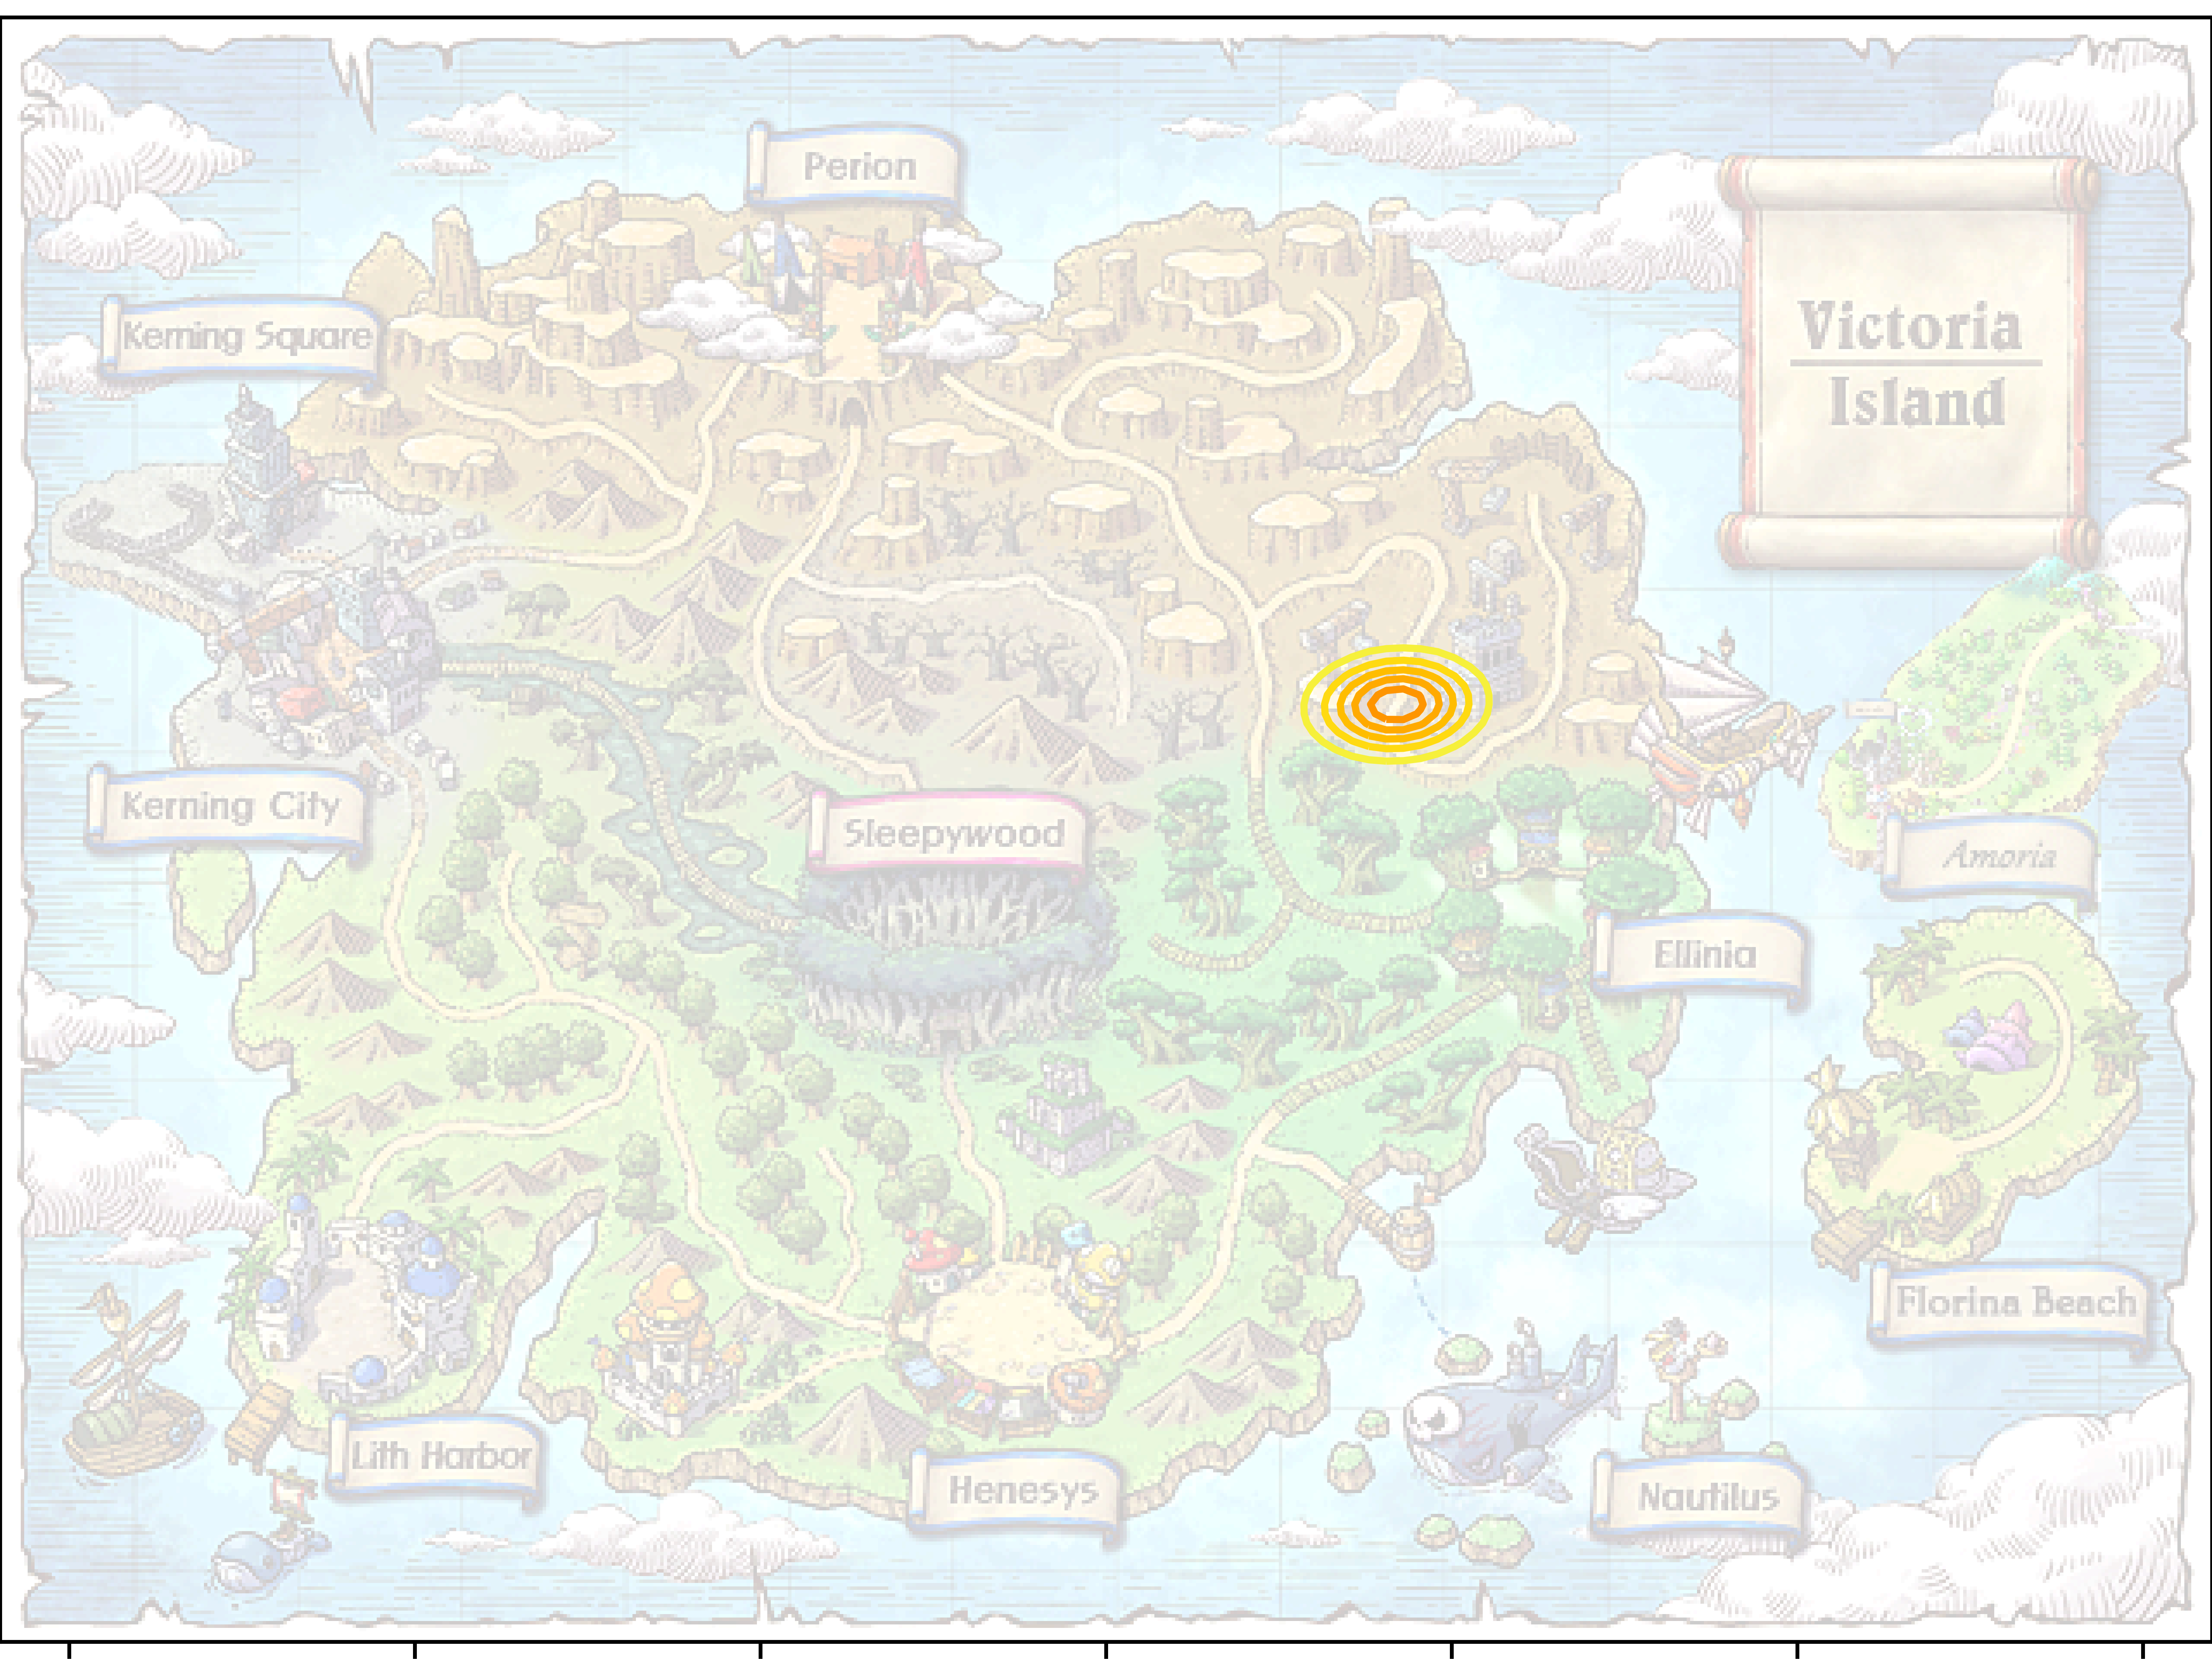 Perion
Kerning Square
Victoria
Island
Kerning City
Sleepywood
Amoria
Ellinia
Florina Beach
Lith Harbor
Henesys
Nautilus